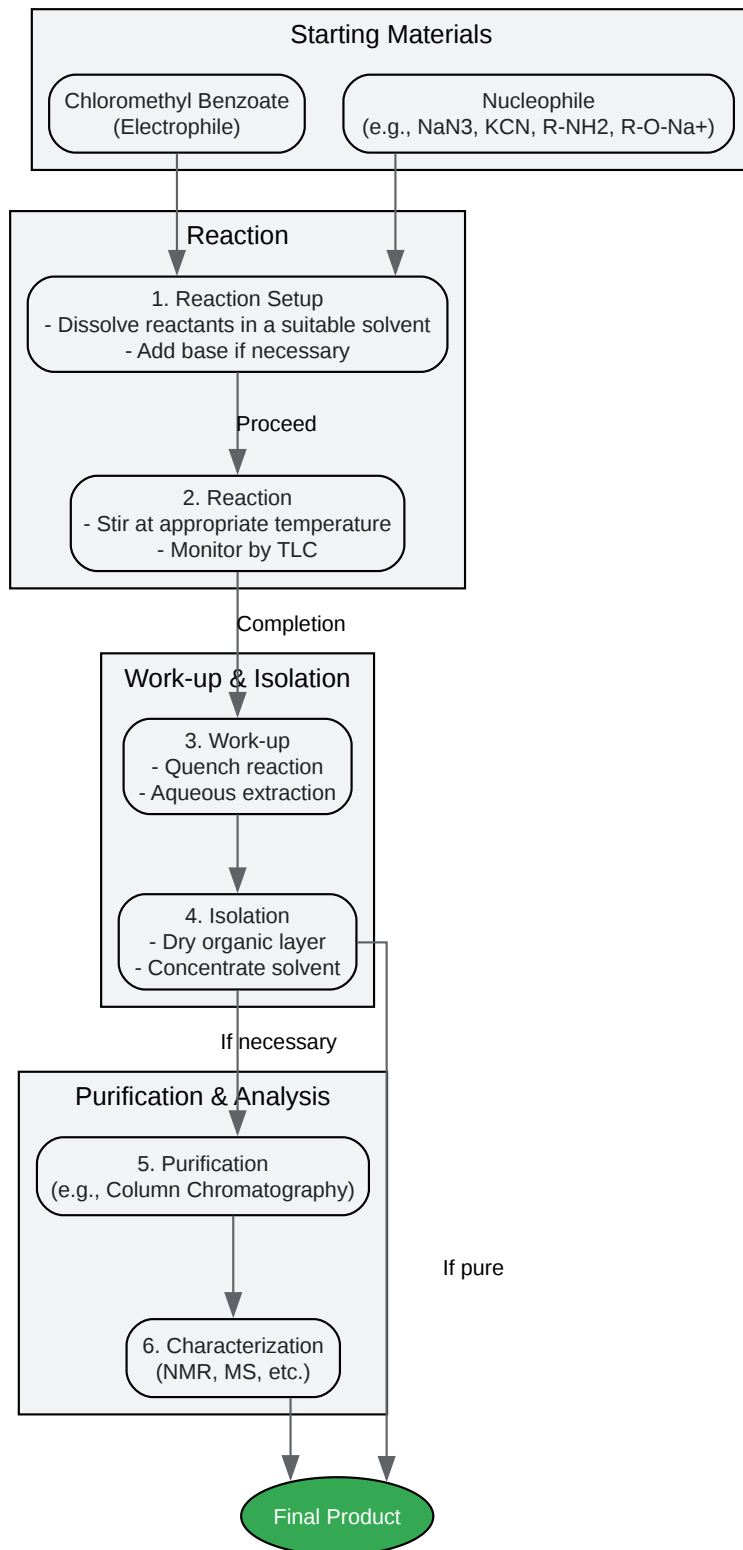 Starting Materials
Chloromethyl Benzoate
(Electrophile)
Nucleophile
(e.g., NaN3, KCN, R-NH2, R-O-Na+)
Reaction
1. Reaction Setup
- Dissolve reactants in a suitable solvent
- Add base if necessary
Proceed
2. Reaction
- Stir at appropriate temperature
- Monitor by TLC
Completion
Work-up & Isolation
3. Work-up
- Quench reaction
- Aqueous extraction
4. Isolation
- Dry organic layer
- Concentrate solvent
If necessary
Purification & Analysis
5. Purification
(e.g., Column Chromatography)
If pure
6. Characterization
(NMR, MS, etc.)
Final Product